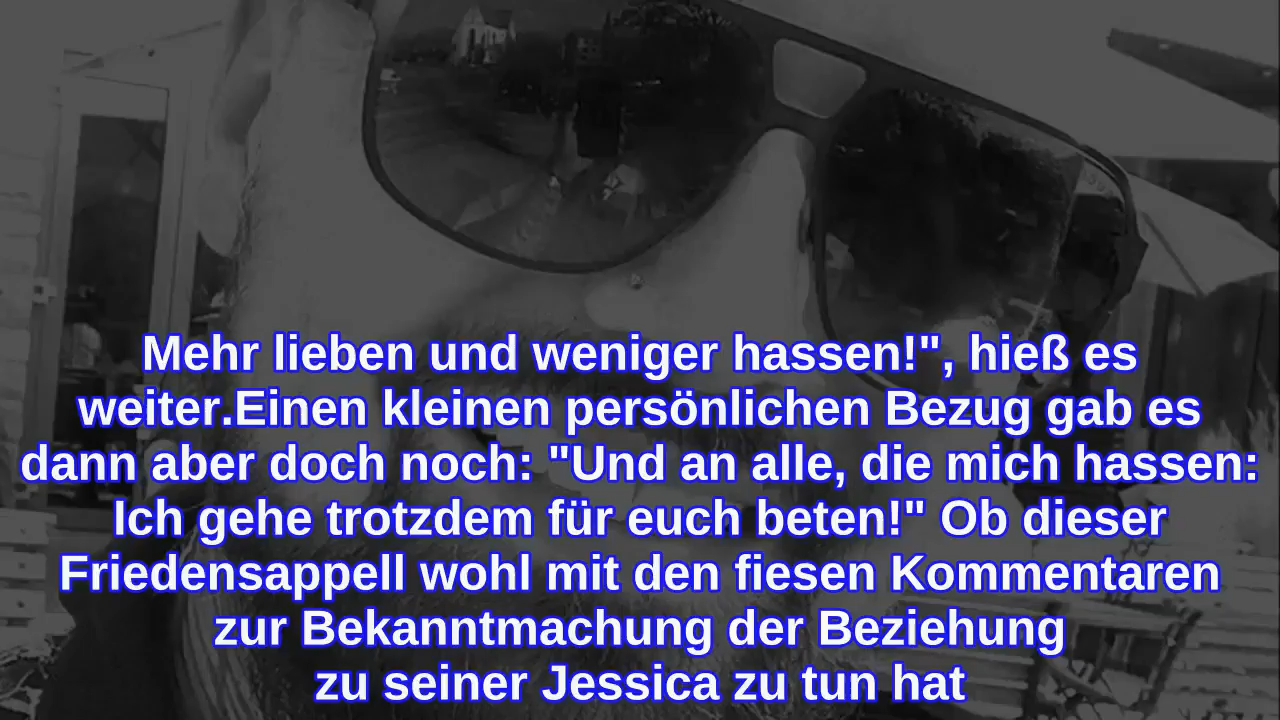 Mehr lieben und weniger hassen!", hieß es
weiter.Einen kleinen persönlichen Bezug gab es
dann aber doch noch: "Und an alle, die mich hassen:
Ich gehe trotzdem für euch beten!" Ob dieser
Friedensappell wohl mit den fiesen Kommentaren
zur Bekanntmachung der Beziehung
zu seiner Jessica zu tun hat